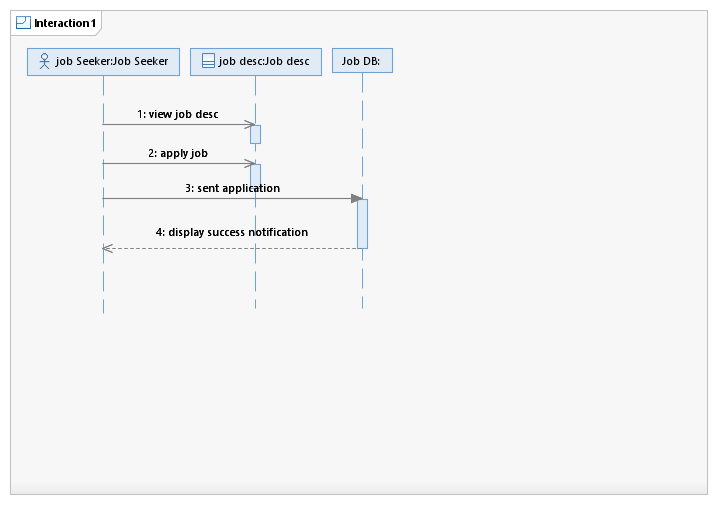 Interaction1
job Seeker:Job Seeker
job desc:Job desc
Job DB:
1: view job desc
2: apply job
3: sent application
4: display success notification